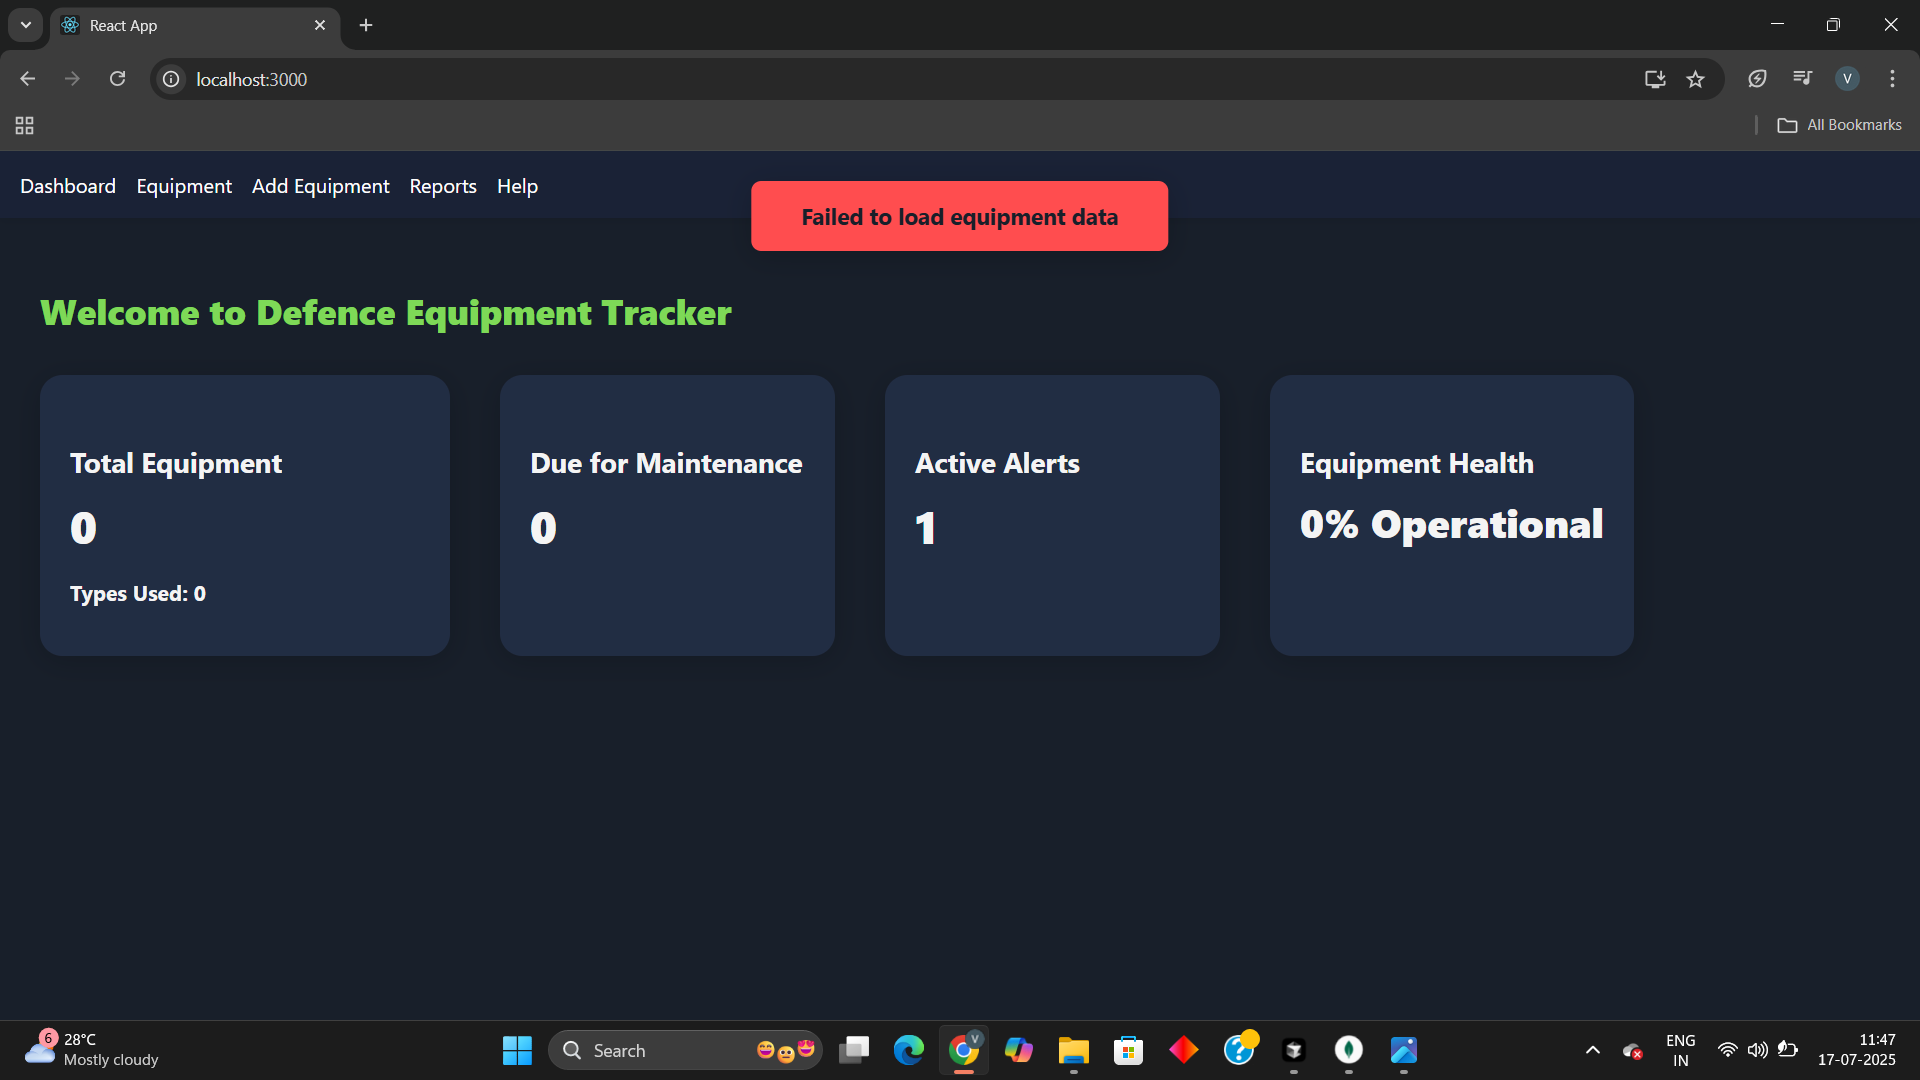 React App
localhost:3000
V
All Bookmarks
Dashboard Equipment Add Equipment Reports Help
Failed to load equipment data
Welcome to Defence Equipment Tracker
Total Equipment
0
Types Used: 0
Due for Maintenance
0
Active Alerts
1
Equipment Health
0% Operational
6
28°C
Mostly cloudy
Search
V
ENG
IN
11:47
17-07-2025